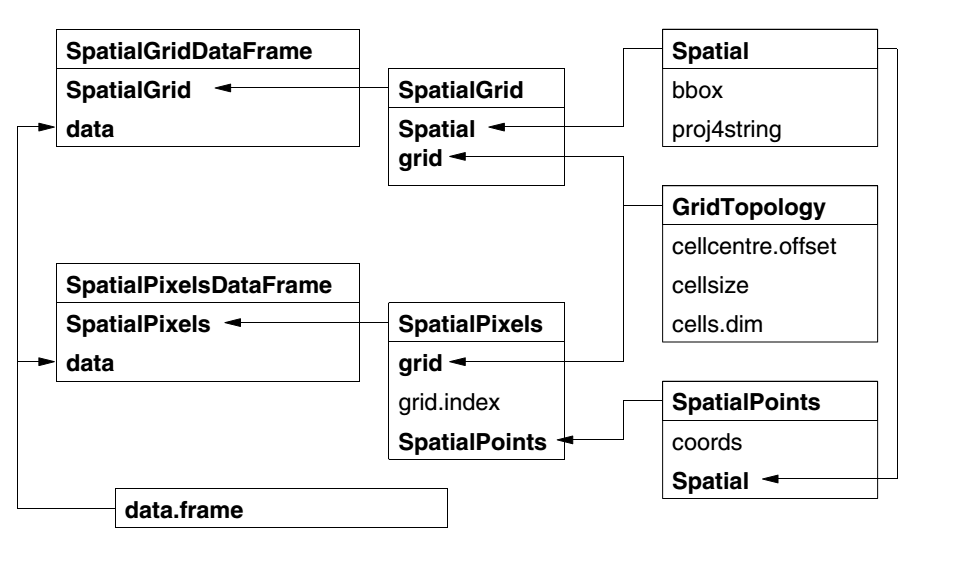 SpatialGridDataFrame
SpatialGrid
data
SpatialGrid
Spatial
grid
Spatial
bbox
proj4string
GridTopology
cellcentre.offset
cellsize
cells.dim
SpatialPixelsDataFrame
SpatialPixels
data
SpatialPixels
grid
grid.index
SpatialPoints
SpatialPoints
coords
Spatial
data.frame